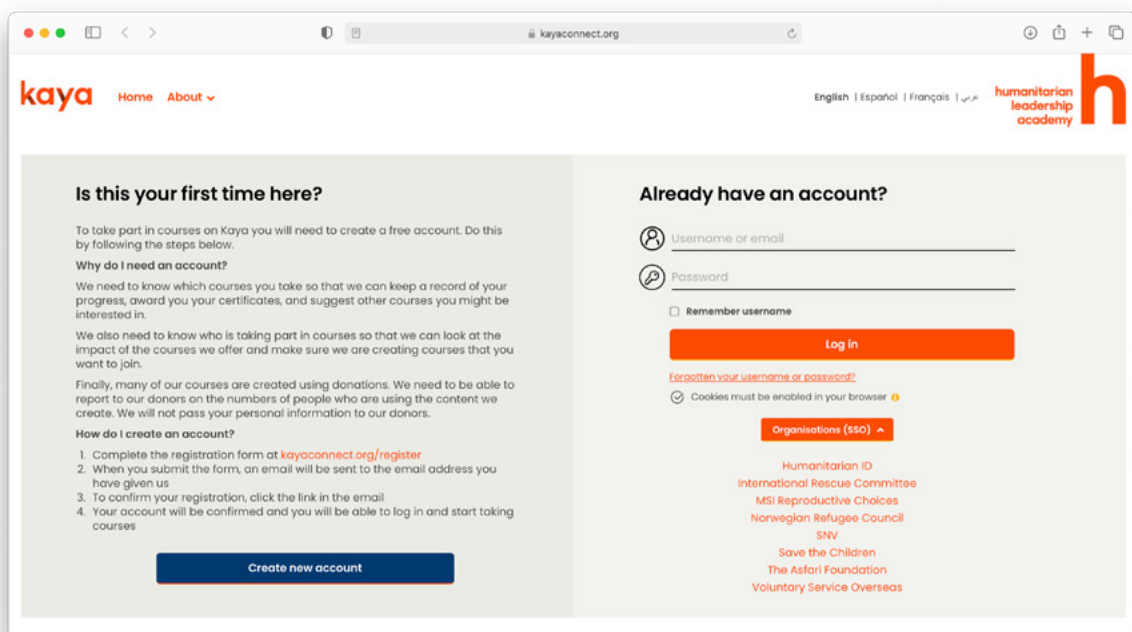 kayaconnect.org
kaya
Home About
English | Español | Français | عربي
humanitarian
leadership
academy
h
Is this your first time here?
To take part in courses on Kaya you will need to create a free account. Do this
by following the steps below.
Why do I need an account?
We need to know which courses you take so that we can keep a record of your
progress, award you your certificates, and suggest other courses you might be
interested in.
We also need to know who is taking part in courses so that we can look at the
impact of the courses we offer and make sure we are creating courses that you
want to join.
Finally, many of our courses are created using donations. We need to be able to
report to our donors on the numbers of people who are using the content we
create. We will not pass your personal information to our donors.
How do I create an account?
1. Complete the registration form at kayaconnect.org/register
2. When you submit the form, an email will be sent to the email address you
have given us
3. To confirm your registration, click the link in the email
4. Your account will be confirmed and you will be able to log in and start taking
courses
Create new account
Already have an account?
Username or email
Password
Remember username
Log in
Forgotten your username or password?
Cookies must be enabled in your browser
Organisations (SSO)
Humanitarian ID
International Rescue Committee
MSI Reproductive Choices
Norwegian Refugee Council
SNV
Save the Children
The Asfari Foundation
Voluntary Service Overseas